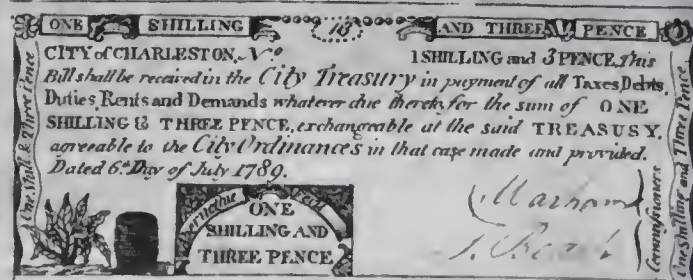 ONE SHILLING 18 AND THREE PENCE
CITY of CHARLESTON, No 1 SHILLING and 3 PENCE, This
Bill shall be received in the City Treasury in payment of all Taxes, Debts,
Duties, Rents and Demands whatever due thereto, for the sum of ONE
SHILLING & THREE PENCE, exchangeable at the said TREASUSY,
agreeable to the City Ordinances in that case made and provided.
Dated 6th Day of July 1789.
One Shill & Three Pence
ONE
SHILLING AND
THREE PENCE
Commissioners
One Shilling and Three Pence